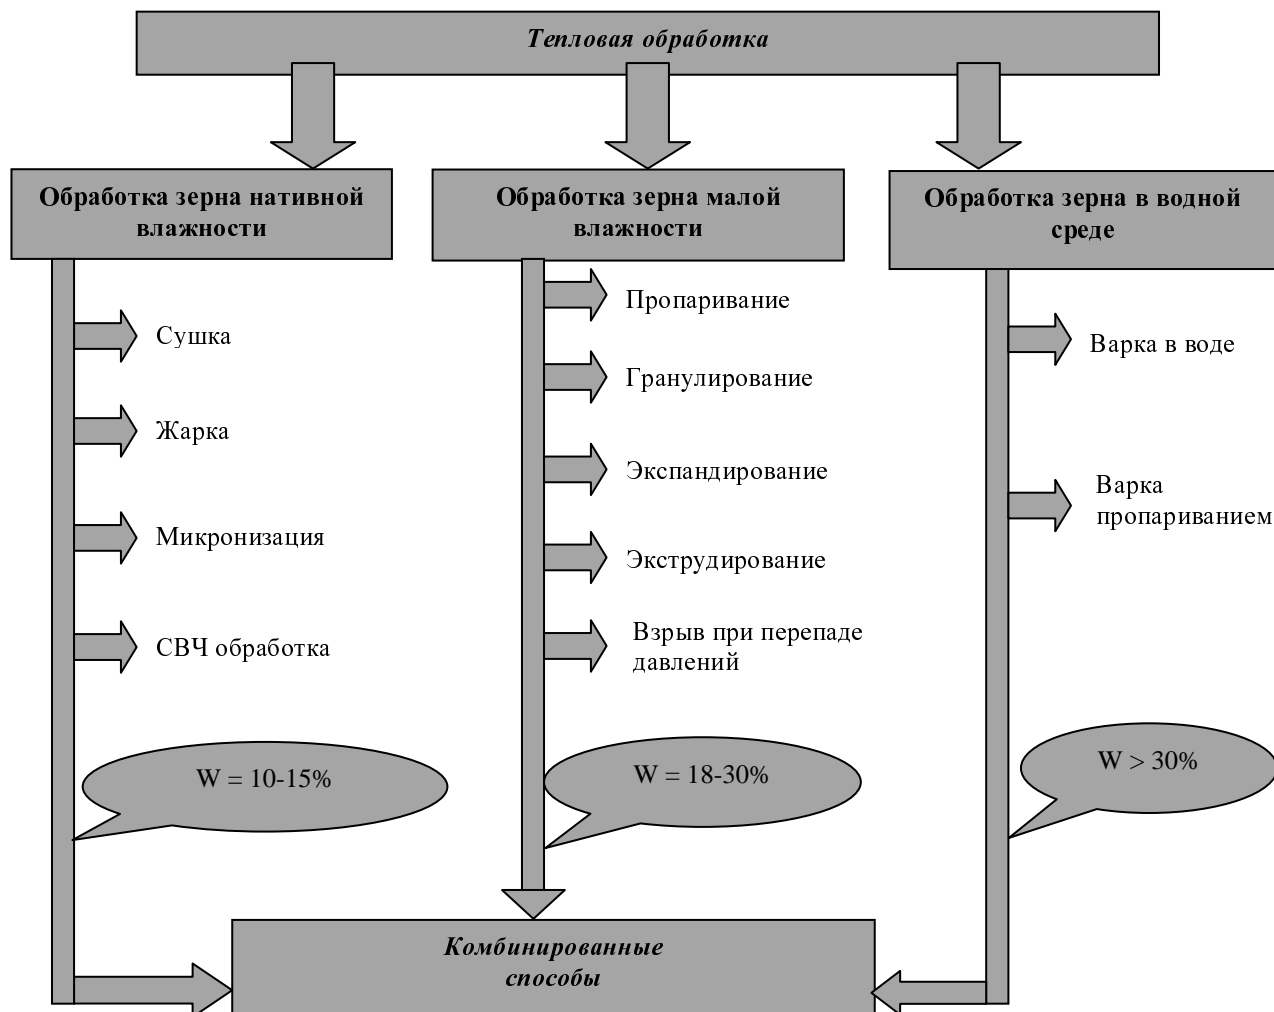 Тепловая обработка
Обработка зерна нативной
влажности
Обработка зерна малой
влажности
Обработка зерна в водной
среде
Сушка
Жарка
Микронизация
СВЧ обработка
W = 10-15%
Пропаривание
Гранулирование
Экспандирование
Экструдирование
Взрыв при перепаде
давлений
W = 18-30%
Варка в воде
Варка
пропариванием
W > 30%
Комбинированные
способы